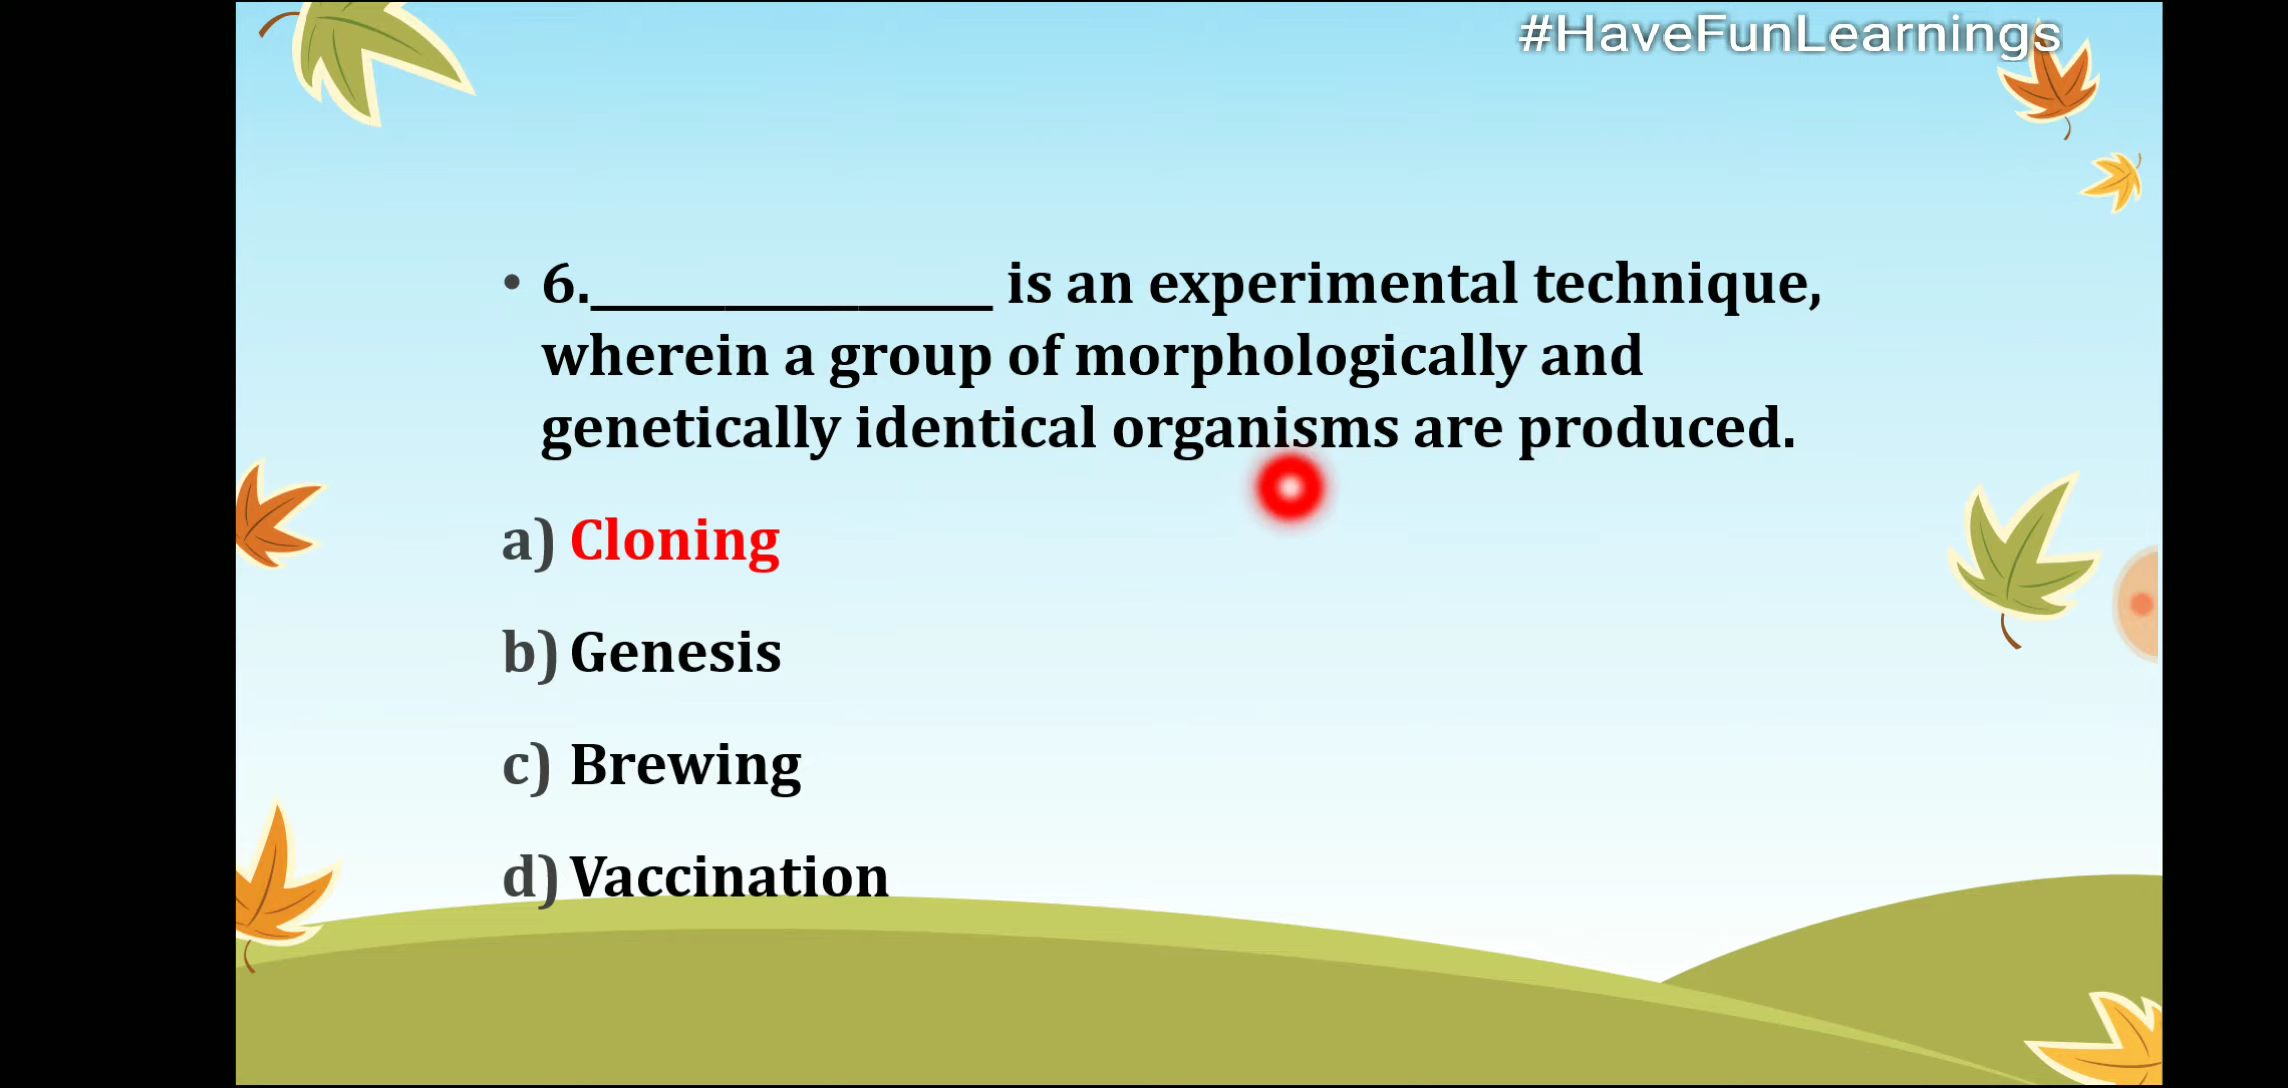 #HaveFunLearnings
• 6.______________ is an experimental technique,
wherein a group of morphologically and
genetically identical organisms are produced.
a) Cloning
b) Genesis
c) Brewing
d) Vaccination